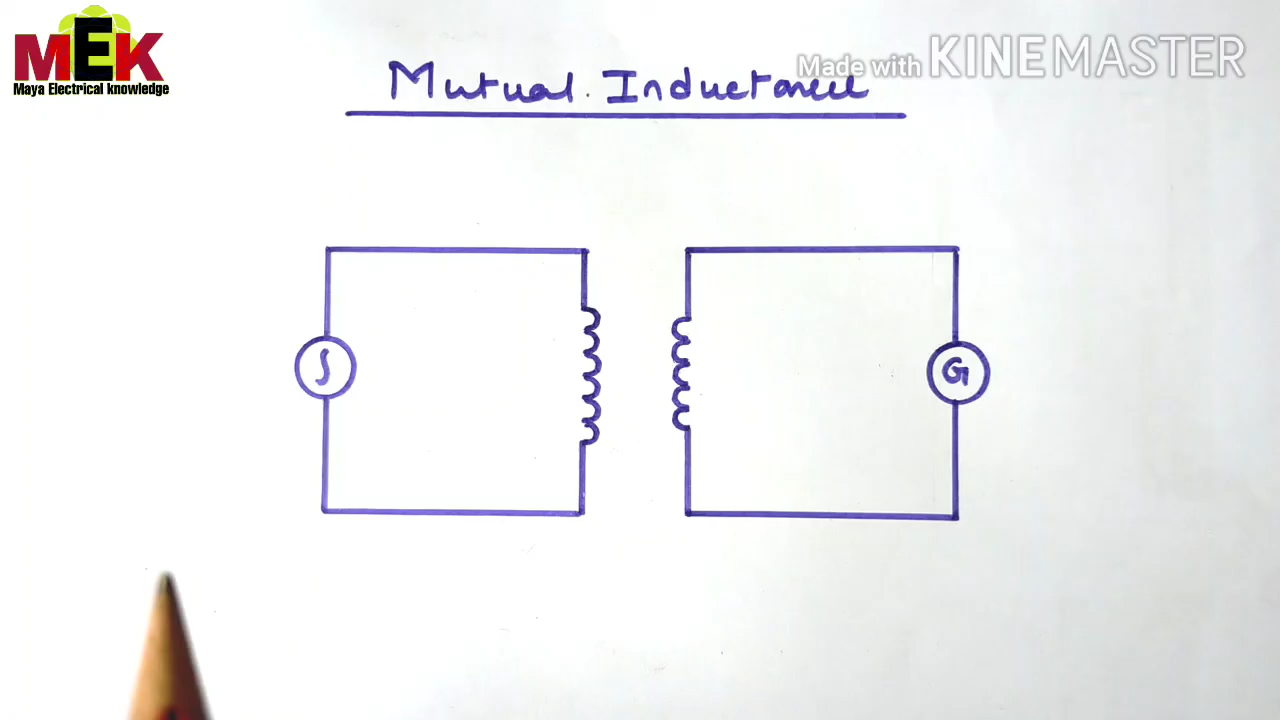 MEK
Maya Electrical knowledge
Made with KINEMASTER
Mutual Inductance
S
G